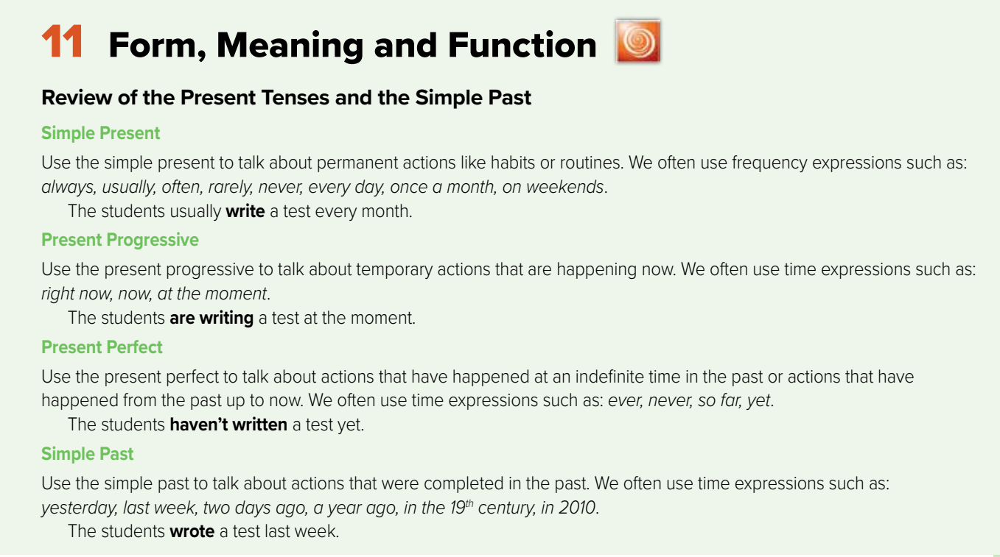 11 Form, Meaning and Function
Review of the Present Tenses and the Simple Past
Simple Present
Use the simple present to talk about permanent actions like habits or routines. We often use frequency expressions such as:
always, usually, often, rarely, never, every day, once a month, on weekends.
The students usually write a test every month.
Present Progressive
Use the present progressive to talk about temporary actions that are happening now. We often use time expressions such as:
right now, now, at the moment.
The students are writing a test at the moment.
Present Perfect
Use the present perfect to talk about actions that have happened at an indefinite time in the past or actions that have
happened from the past up to now. We often use time expressions such as: ever, never, so far, yet.
The students haven’t written a test yet.
Simple Past
Use the simple past to talk about actions that were completed in the past. We often use time expressions such as:
yesterday, last week, two days ago, a year ago, in the 19th century, in 2010.
The students wrote a test last week.